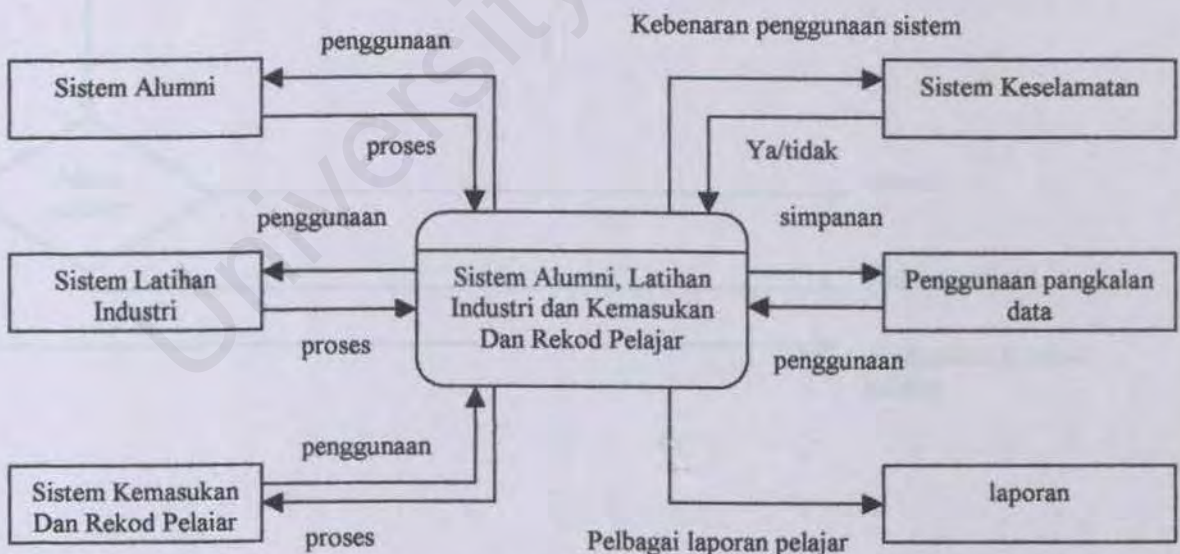 Kebenaran penggunaan sistem
penggunaan
Sistem Alumni
Sistem Keselamatan
proses
Ya/tidak
penggunaan
simpanan
Sistem Latihan
Industri
Sistem Alumni, Latihan
Industri dan Kemasukan
Dan Rekod Pelajar
Penggunaan pangkalan
data
proses
penggunaan
penggunaan
Sistem Kemasukan
Dan Rekod Pelajar
laporan
proses
Pelbagai laporan pelajar
University